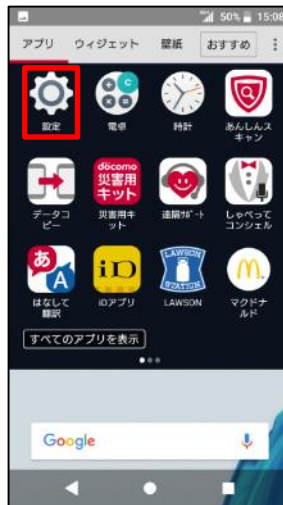 50% 15:08
アプリ ウィジェット 壁紙 おすすめ
設定 電卓 時計 あんしんス
キャン
docomo
災害用
キット
データコ
ピー
災害用キ
ット
遠隔サポート
しゃべって
コンシェル
あ A
iD
LAWSON
STATION
はなして
翻訳
iDアプリ
LAWSON
マクドナ
ルド
すべてのアプリを表示
Google